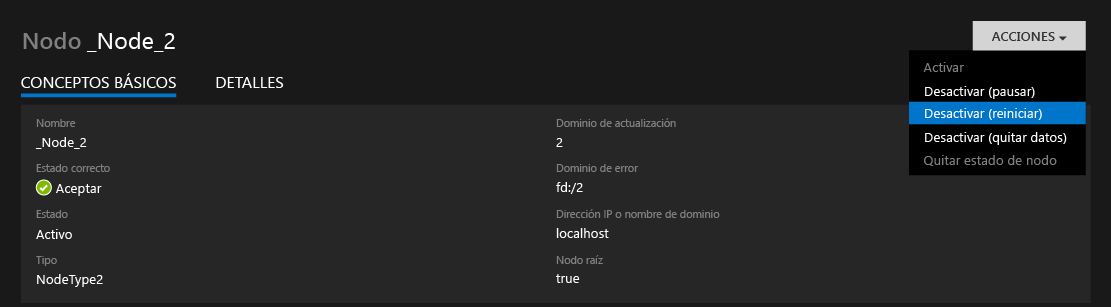 Nodo _Node_2
ACCIONES
Activar
Desactivar (pausar)
Desactivar (reiniciar)
Desactivar (quitar datos)
Quitar estado de nodo
CONCEPTOS BÁSICOS
DETALLES
Nombre
_Node_2
Estado correcto
Aceptar
Estado
Activo
Tipo
NodeType2
Dominio de actualización
2
Dominio de error
fd:/2
Dirección IP o nombre de dominio
localhost
Nodo raíz
true